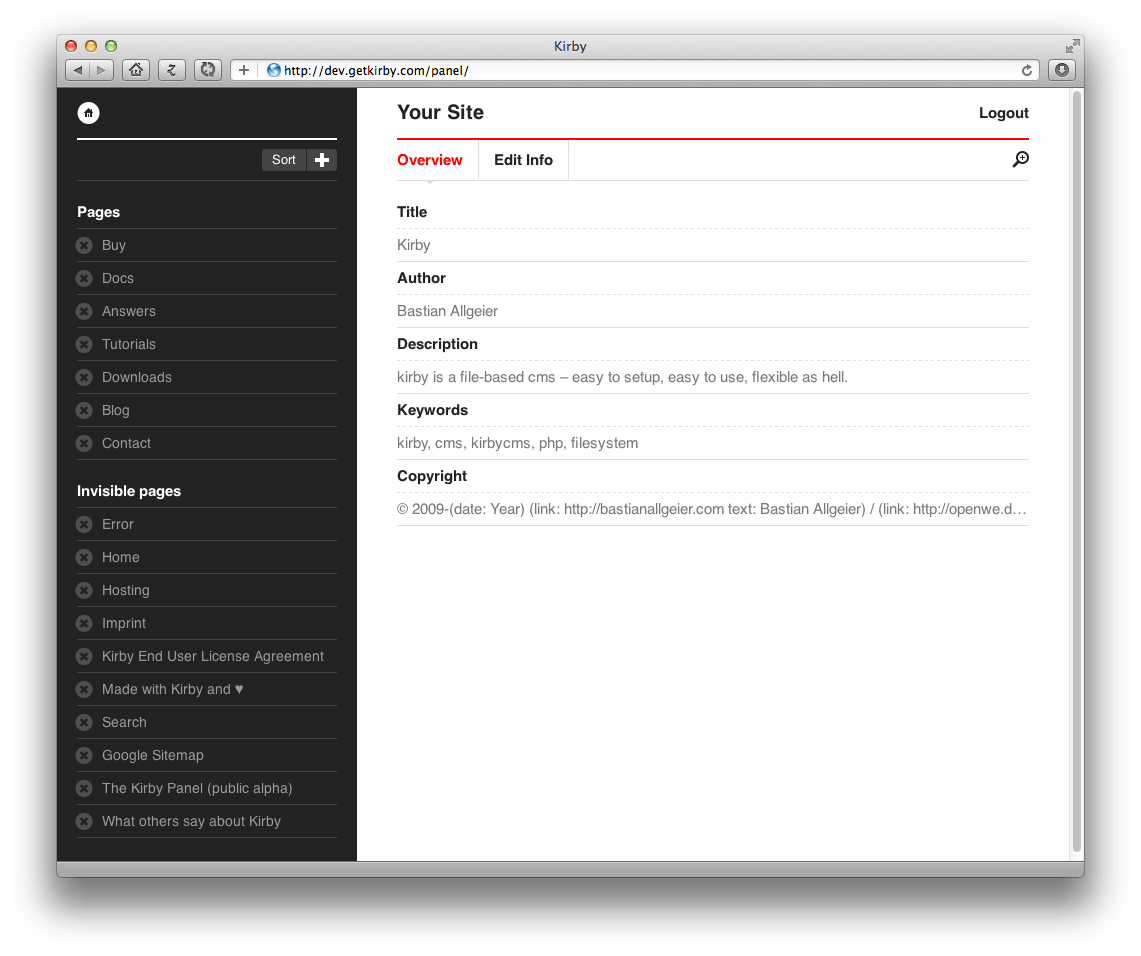 Kirby
http://dev.getkirby.com/panel/
Sort
Pages
Buy
Docs
Answers
Tutorials
Downloads
Blog
Contact
Invisible pages
Error
Home
Hosting
Imprint
Kirby End User License Agreement
Made with Kirby and ♥
Search
Google Sitemap
The Kirby Panel (public alpha)
What others say about Kirby
Your Site
Logout
Overview
Edit Info
Title
Kirby
Author
Bastian Allgeier
Description
kirby is a file-based cms – easy to setup, easy to use, flexible as hell.
Keywords
kirby, cms, kirbycms, php, filesystem
Copyright
© 2009-(date: Year) (link: http://bastianallgeier.com text: Bastian Allgeier) / (link: http://openwe.d…